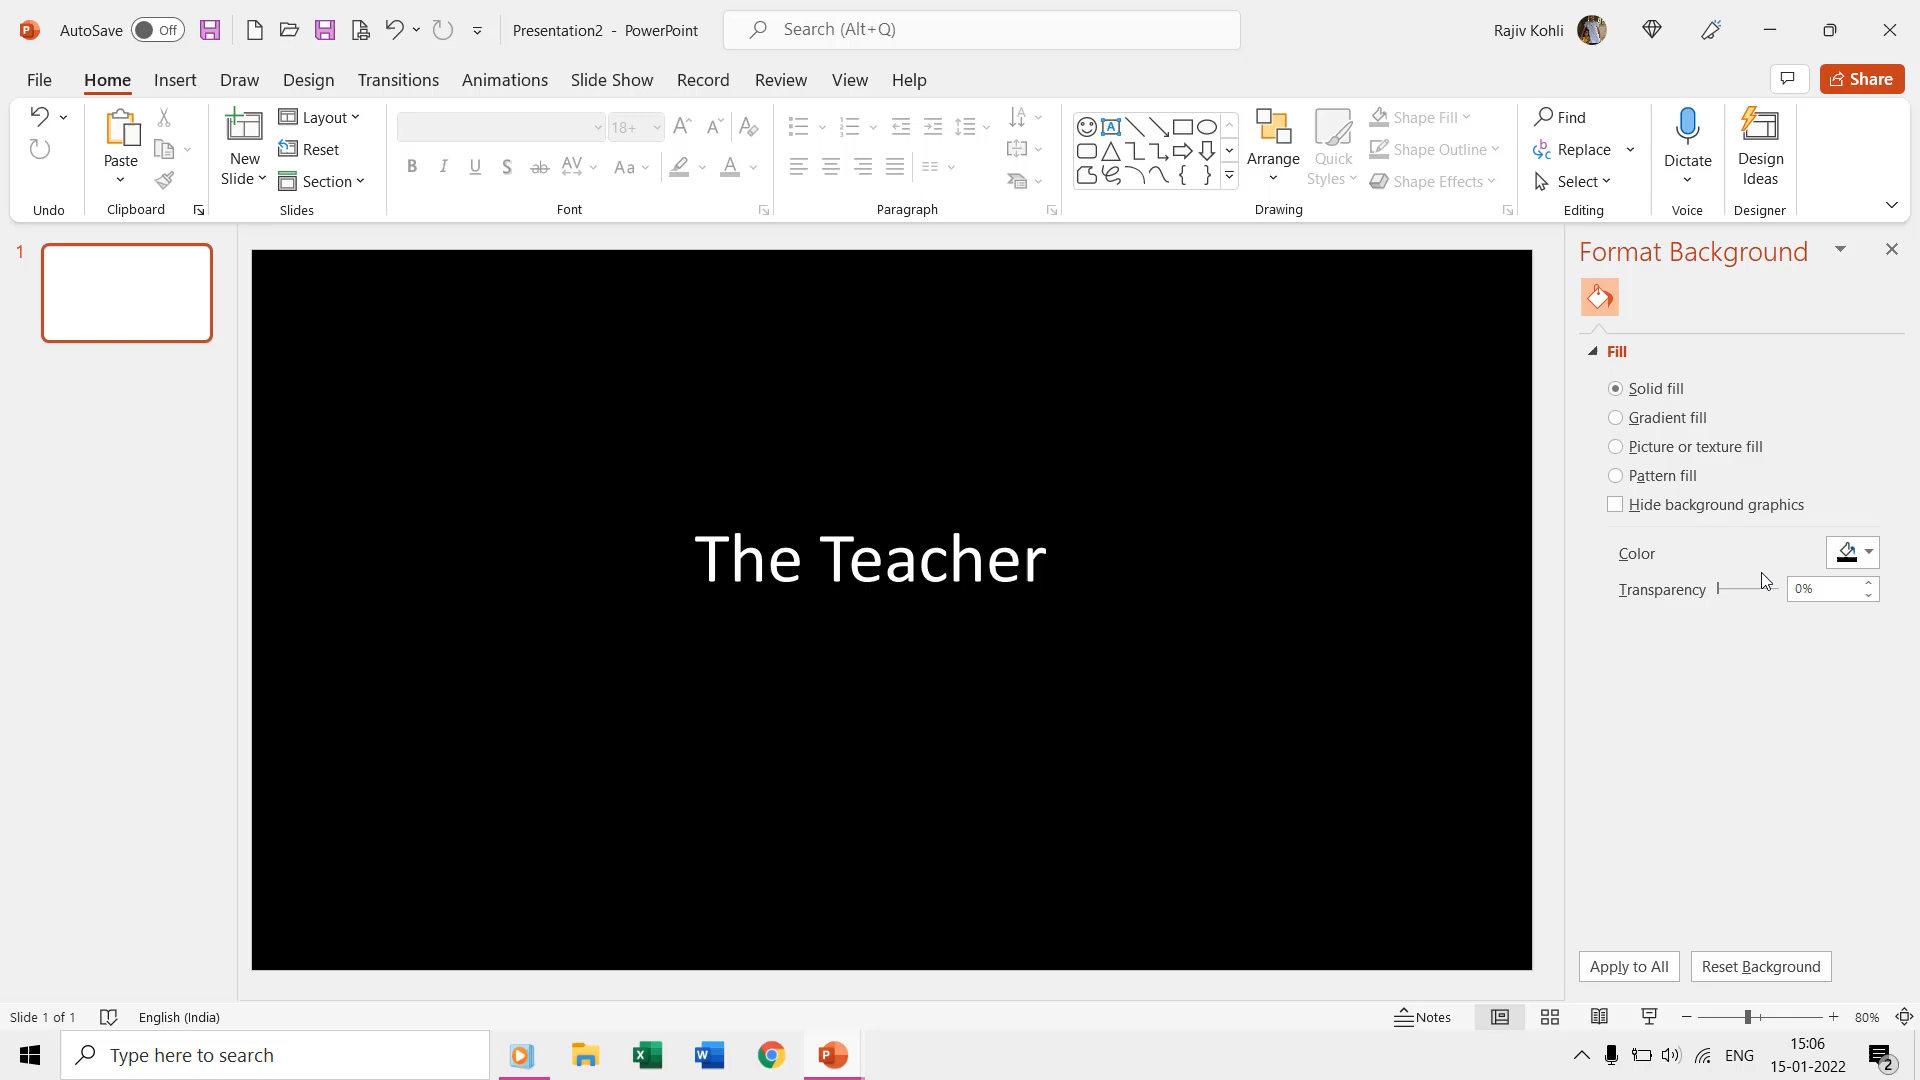 AutoSave Off Presentation2 - PowerPoint Search (Alt+Q) Rajiv Kohli
File Home Insert Draw Design Transitions Animations Slide Show Record Review View Help Share
Undo
Paste
Clipboard
New Slide
Layout
Reset
Section
Slides
18+
B I U S ab AV Aa A
Font
Paragraph
Arrange
Quick Styles
Shape Fill
Shape Outline
Shape Effects
Drawing
Find
Replace
Select
Editing
Dictate
Voice
Design Ideas
Designer
1
The Teacher
Format Background
Fill
Solid fill
Gradient fill
Picture or texture fill
Pattern fill
Hide background graphics
Color
Transparency 0%
Apply to All Reset Background
Slide 1 of 1 English (India) Notes 80%
Type here to search ENG 15:06
15-01-2022 2